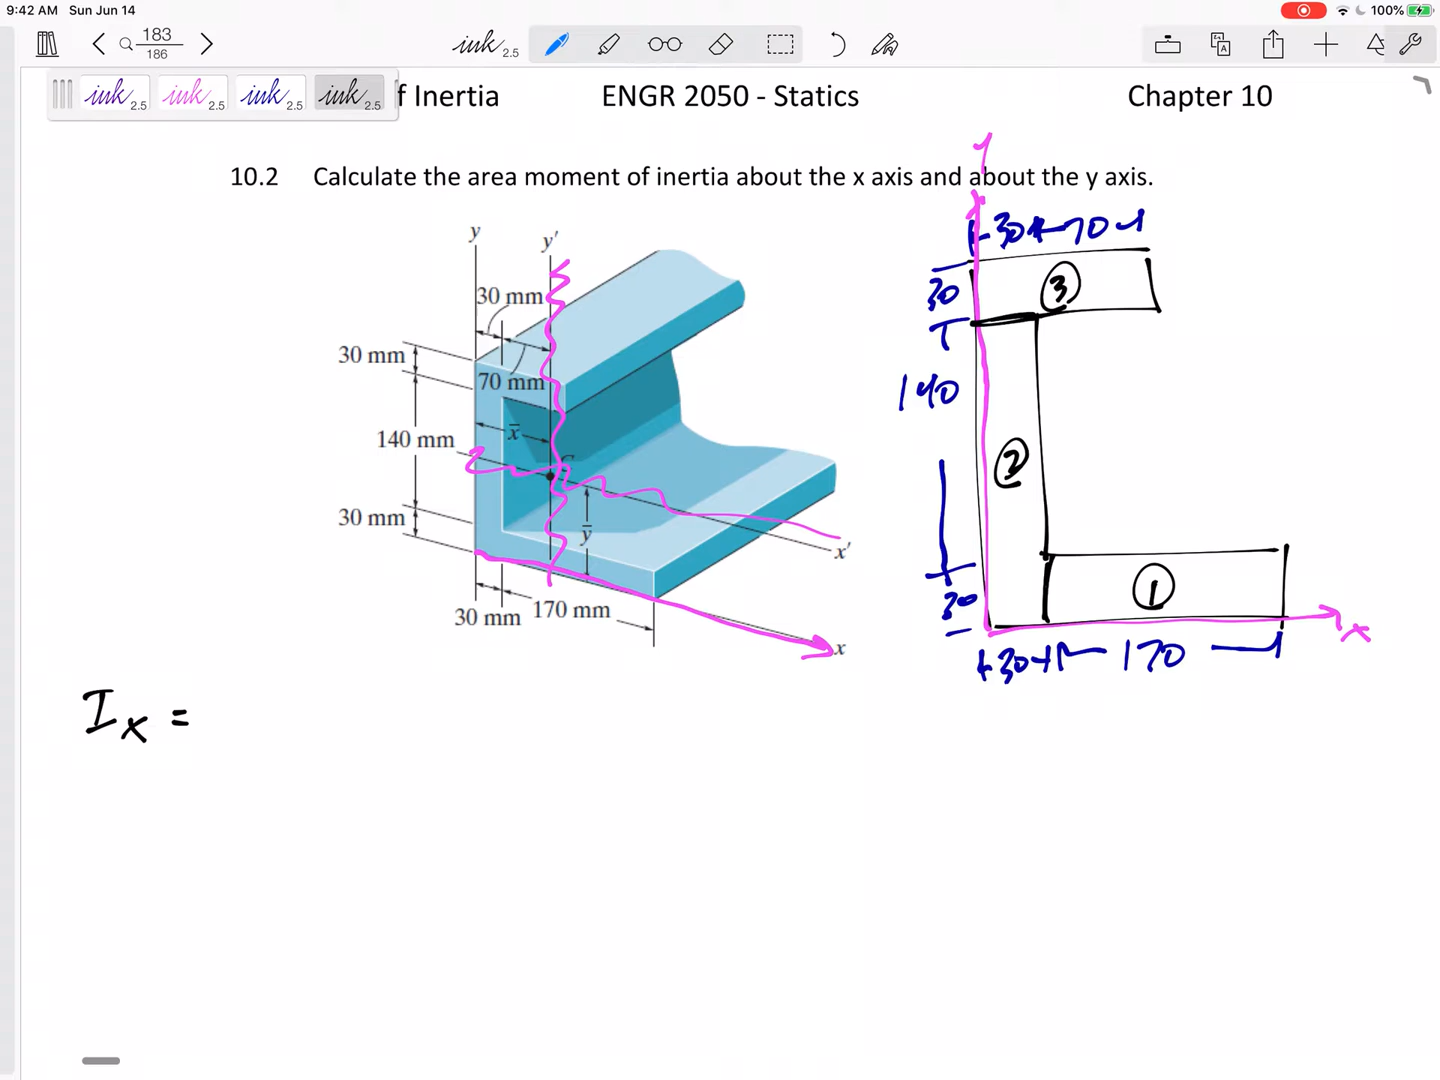 9:42 AM Sun Jun 14
100%
183
186
ink 2.5
ink 2.5 ink 2.5 ink 2.5 ink 2.5
f Inertia ENGR 2050 - Statics Chapter 10
10.2 Calculate the area moment of inertia about the x axis and about the y axis.
y
y′
30 mm
30 mm
70 mm
x̄
140 mm
C
30 mm
ȳ
x′
30 mm 170 mm
x
y
30 70
30
3
140
2
30
1
x
30 170
Ix =